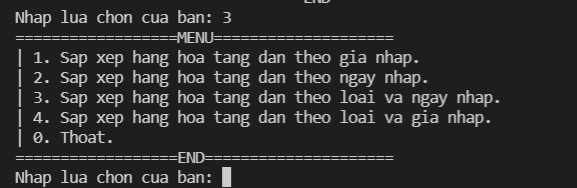 END
Nhap lua chon cua ban: 3
==================MENU====================
| 1. Sap xep hang hoa tang dan theo gia nhap.
| 2. Sap xep hang hoa tang dan theo ngay nhap.
| 3. Sap xep hang hoa tang dan theo loai va ngay nhap.
| 4. Sap xep hang hoa tang dan theo loai va gia nhap.
| 0. Thoat.
==================END=====================
Nhap lua chon cua ban: